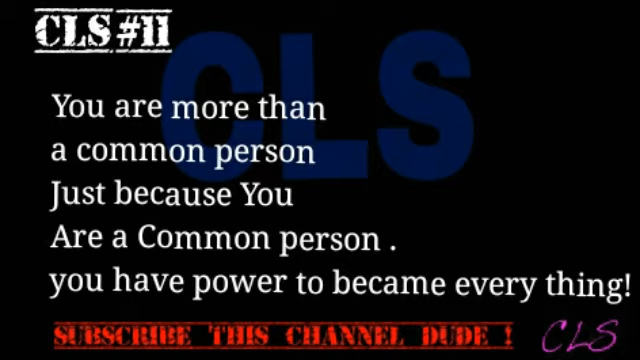 CLS #11
CLS
You are more than
a common person
Just because You
Are a Common person .
you have power to became every thing!
SUBSCRIBE THIS CHANNEL DUDE !
CLS